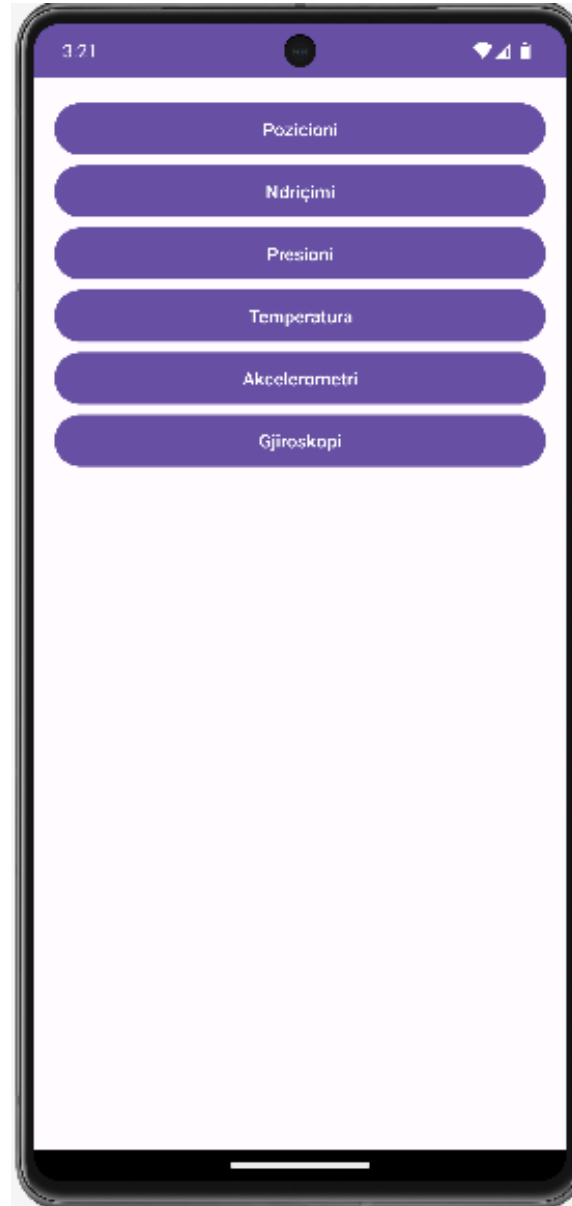 3:21
Pozicioni
Ndriçimi
Presioni
Temperatura
Akcelerometri
Gjiroskopi